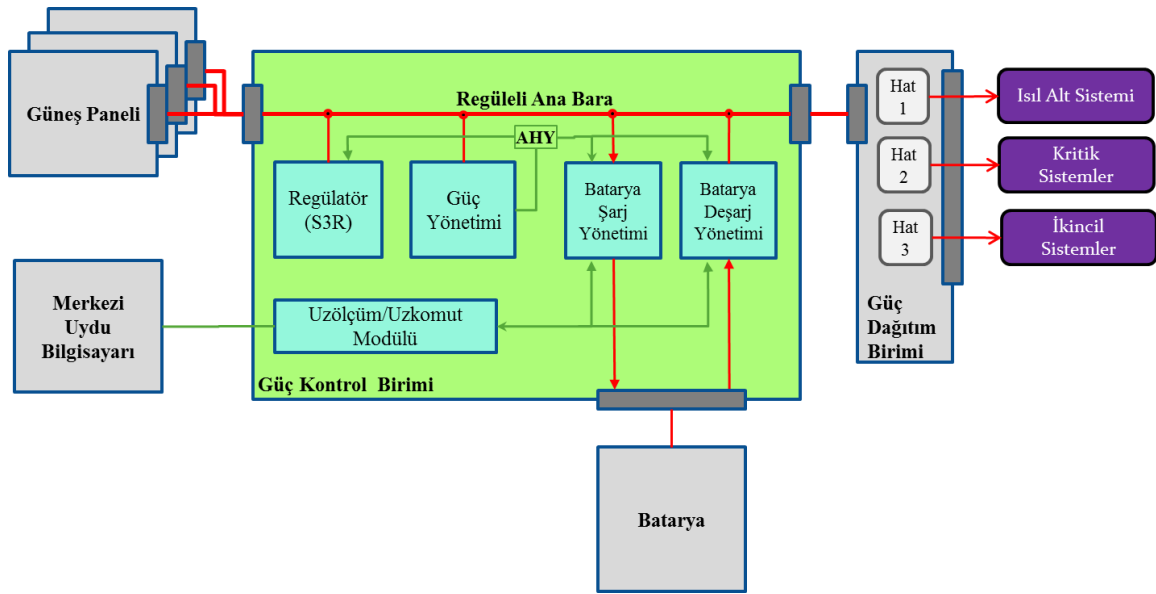 Güneş Paneli
Regüleli Ana Bara
AHY
Regülatör
(S3R)
Güç
Yönetimi
Batarya
Şarj
Yönetimi
Batarya
Deşarj
Yönetimi
Hat
1
Hat
2
Hat
3
Isıl Alt Sistemi
Kritik
Sistemler
İkincil
Sistemler
Güç
Dağıtım
Birimi
Merkezi
Uydu
Bilgisayarı
Uzölçüm/Uzkomut
Modülü
Güç Kontrol Birimi
Batarya